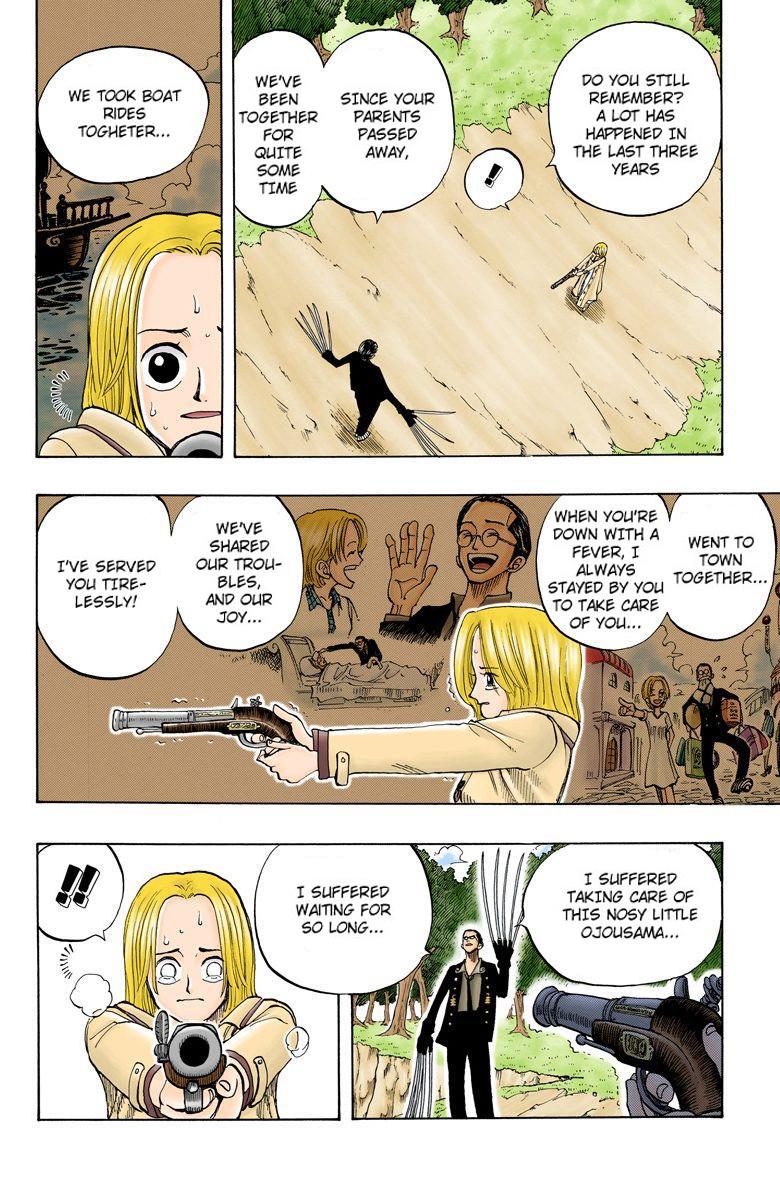 DO YOU STILL
REMEMBER?
A LOT HAS
HAPPENED IN
THE LAST THREE
YEARS
!
SINCE YOUR
PARENTS
PASSED
AWAY,
WE'VE
BEEN
TOGETHER
FOR
QUITE
SOME
TIME
WE TOOK BOAT
RIDES
TOGHETER...
WENT TO
TOWN
TOGETHER...
WHEN YOU'RE
DOWN WITH A
FEVER, I
ALWAYS
STAYED BY YOU
TO TAKE CARE
OF YOU...
WE'VE
SHARED
OUR TROU-
BLES,
AND OUR
JOY...
I'VE SERVED
YOU TIRE-
LESSLY!
I SUFFERED
TAKING CARE OF
THIS NOSY LITTLE
OJOUSAMA...
I SUFFERED
WAITING FOR
SO LONG...
!!